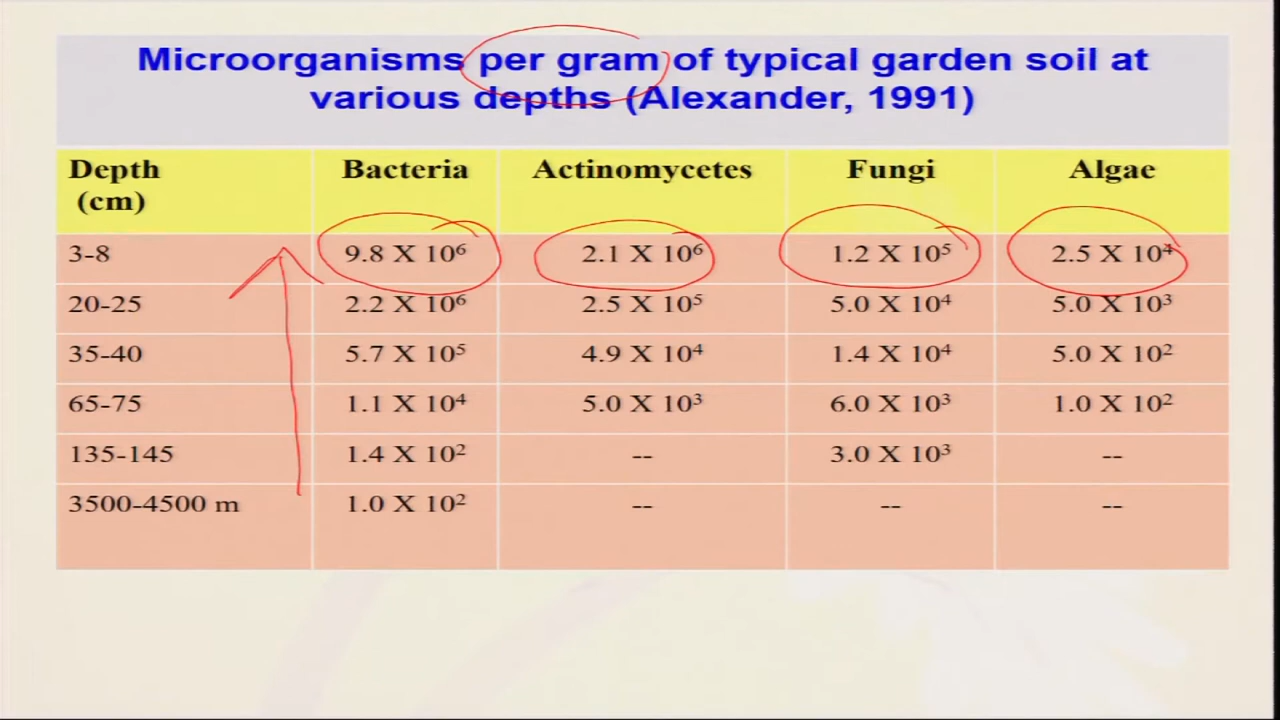 Microorganisms per gram of typical garden soil at
various depths (Alexander, 1991)
Depth (cm) Bacteria Actinomycetes Fungi Algae
3-8 9.8 X 10⁶ 2.1 X 10⁶ 1.2 X 10⁵ 2.5 X 10⁴
20-25 2.2 X 10⁶ 2.5 X 10⁵ 5.0 X 10⁴ 5.0 X 10³
35-40 5.7 X 10⁵ 4.9 X 10⁴ 1.4 X 10⁴ 5.0 X 10²
65-75 1.1 X 10⁴ 5.0 X 10³ 6.0 X 10³ 1.0 X 10²
135-145 1.4 X 10² -- 3.0 X 10³ --
3500-4500 m 1.0 X 10² -- -- --